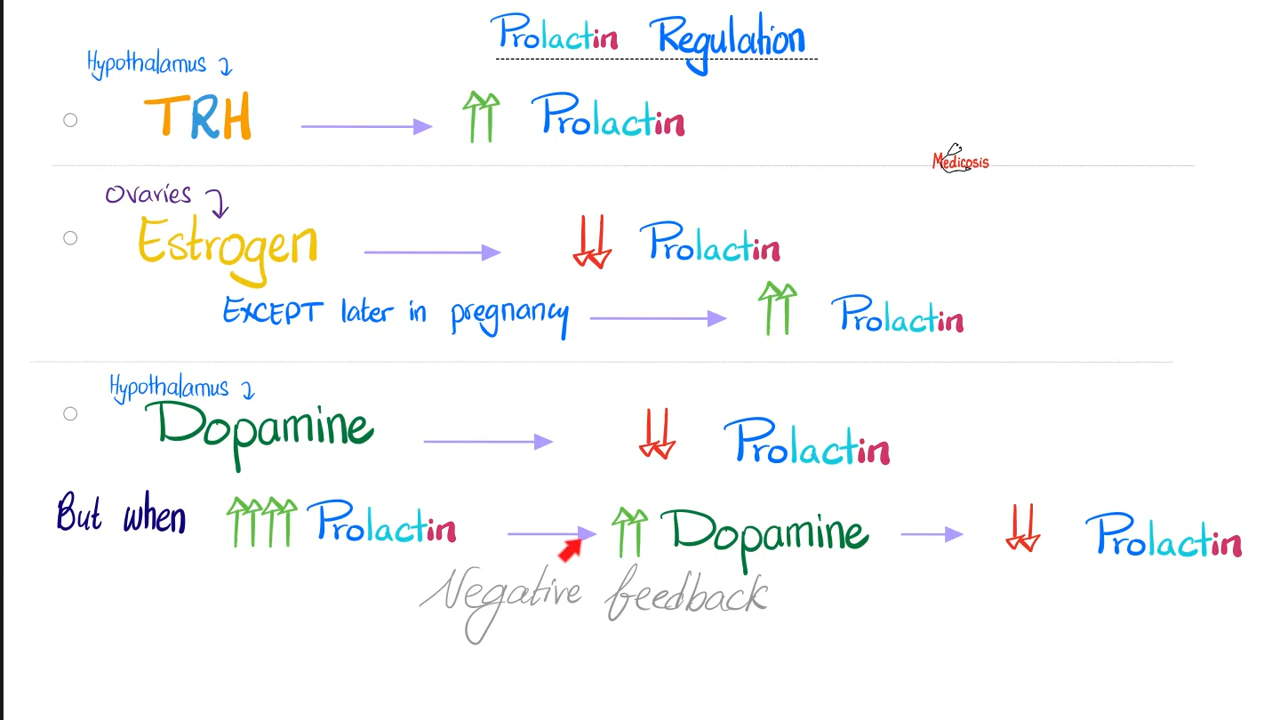 Prolactin Regulation
Hypothalamus
TRH Prolactin
Medicosis
Ovaries
Estrogen Prolactin
EXCEPT later in pregnancy Prolactin
Hypothalamus
Dopamine Prolactin
But when Prolactin Dopamine Prolactin
Negative feedback